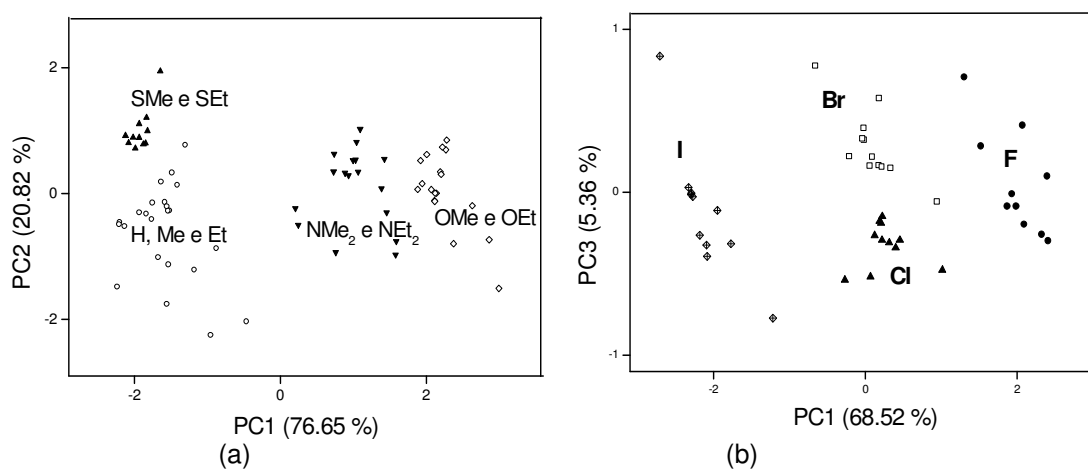 2
0
-2
PC2 (20.82 %)
SMe e SEt
H, Me e Et
NMe₂ e NEt₂
OMe e OEt
-2
0
2
PC1 (76.65 %)
(a)
1
0
-1
PC3 (5.36 %)
I
Br
F
Cl
-2
0
2
PC1 (68.52 %)
(b)